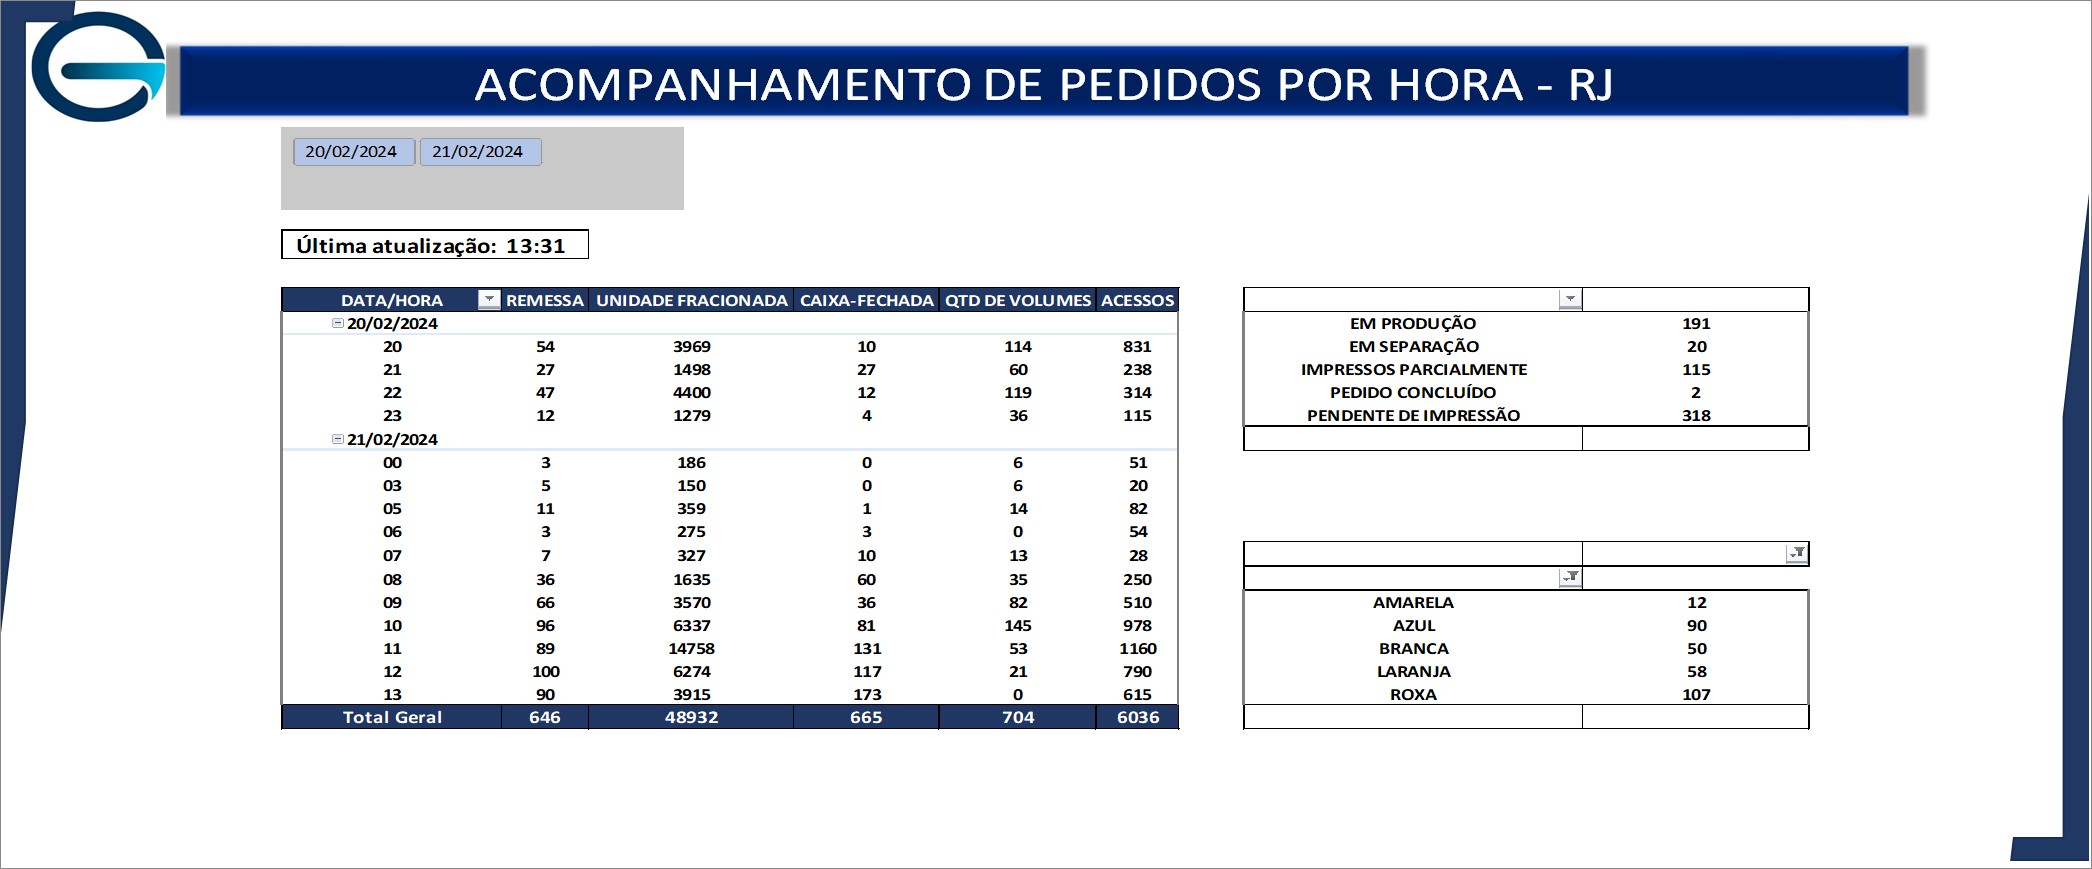 ACOMPANHAMENTO DE PEDIDOS POR HORA - RJ
20/02/2024 21/02/2024
Última atualização: 13:31
DATA/HORA REMESSA UNIDADE FRACIONADA CAIXA-FECHADA QTD DE VOLUMES ACESSOS
20/02/2024
20 54 3969 10 114 831
21 27 1498 27 60 238
22 47 4400 12 119 314
23 12 1279 4 36 115
21/02/2024
00 3 186 0 6 51
03 5 150 0 6 20
05 11 359 1 14 82
06 3 275 3 0 54
07 7 327 10 13 28
08 36 1635 60 35 250
09 66 3570 36 82 510
10 96 6337 81 145 978
11 89 14758 131 53 1160
12 100 6274 117 21 790
13 90 3915 173 0 615
Total Geral 646 48932 665 704 6036
EM PRODUÇÃO 191
EM SEPARAÇÃO 20
IMPRESSOS PARCIALMENTE 115
PEDIDO CONCLUÍDO 2
PENDENTE DE IMPRESSÃO 318
AMARELA 12
AZUL 90
BRANCA 50
LARANJA 58
ROXA 107